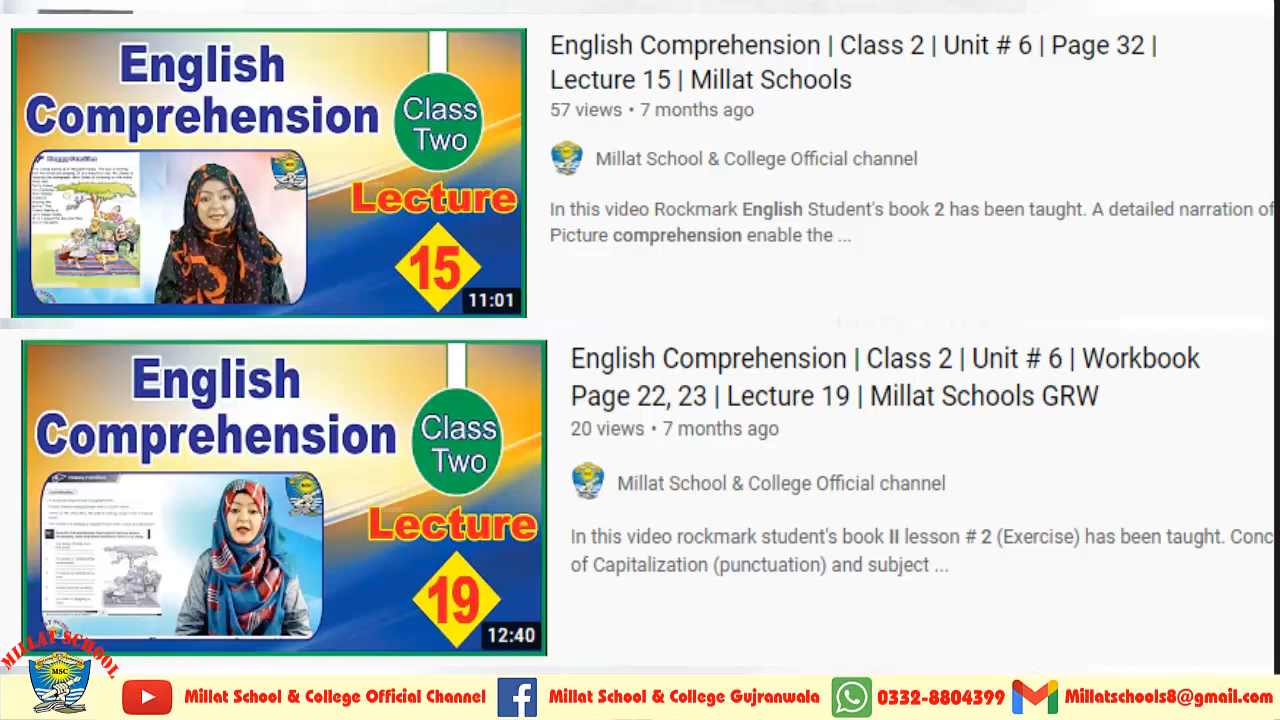 English
Comprehension
Class
Two
Happy Families
Lecture
15
11:01
English Comprehension | Class 2 | Unit # 6 | Page 32 |
Lecture 15 | Millat Schools
57 views • 7 months ago
Millat School & College Official channel
In this video Rockmark English Student's book 2 has been taught. A detailed narration of
Picture comprehension enable the ...
English
Comprehension
Class
Two
Lecture
19
12:40
English Comprehension | Class 2 | Unit # 6 | Workbook
Page 22, 23 | Lecture 19 | Millat Schools GRW
20 views • 7 months ago
Millat School & College Official channel
In this video rockmark student's book II lesson # 2 (Exercise) has been taught. Conc
of Capitalization (punctuation) and subject ...
MILLAT SCHOOL
MSC
Millat School & College Official Channel
Millat School & College Gujranwala
0332-8804399
Millatschools8@gmail.com